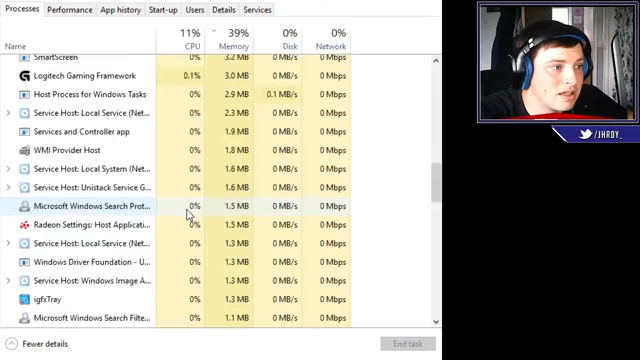 Processes Performance App history Start-up Users Details Services
11% 39% 0% 0%
Name CPU Memory Disk Network
SmartScreen 0% 3.2 MB 0 MB/s 0 Mbps
Logitech Gaming Framework 0.1% 3.0 MB 0 MB/s 0 Mbps
Host Process for Windows Tasks 0% 2.9 MB 0.1 MB/s 0 Mbps
Service Host: Local Service (Net... 0% 2.3 MB 0 MB/s 0 Mbps
Services and Controller app 0% 1.9 MB 0 MB/s 0 Mbps
WMI Provider Host 0% 1.8 MB 0 MB/s 0 Mbps
Service Host: Local System (Net... 0% 1.6 MB 0 MB/s 0 Mbps
Service Host: Unistack Service G... 0% 1.6 MB 0 MB/s 0 Mbps
Microsoft Windows Search Prot... 0% 1.5 MB 0 MB/s 0 Mbps
Radeon Settings: Host Applicati... 0% 1.5 MB 0 MB/s 0 Mbps
Service Host: Local Service (Net... 0% 1.3 MB 0 MB/s 0 Mbps
Windows Driver Foundation - U... 0% 1.3 MB 0 MB/s 0 Mbps
Service Host: Windows Image A... 0% 1.3 MB 0 MB/s 0 Mbps
igfxTray 0% 1.3 MB 0 MB/s 0 Mbps
Microsoft Windows Search Filte... 0% 1.1 MB 0 MB/s 0 Mbps
Fewer details End task
/JHRDY_